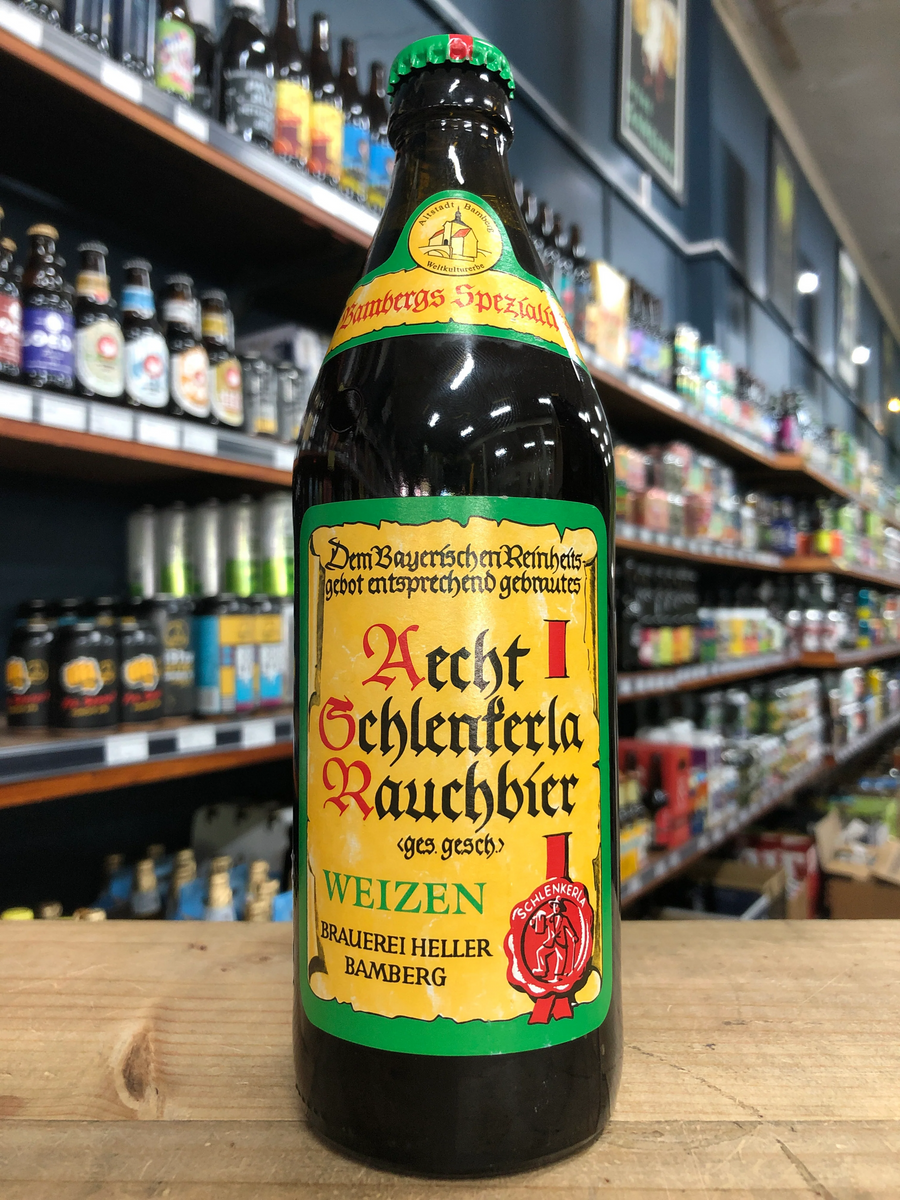 Altstadt Bamberg
Weltkulturerbe
Bambergs Spezialit
Dem Bayerischen Reinheits-
gebot entsprechend gebrautes
Aecht
Schlenkerla
Rauchbier
‹ges. gesch.›
WEIZEN
BRAUEREI HELLER
BAMBERG
SCHLENKERLA